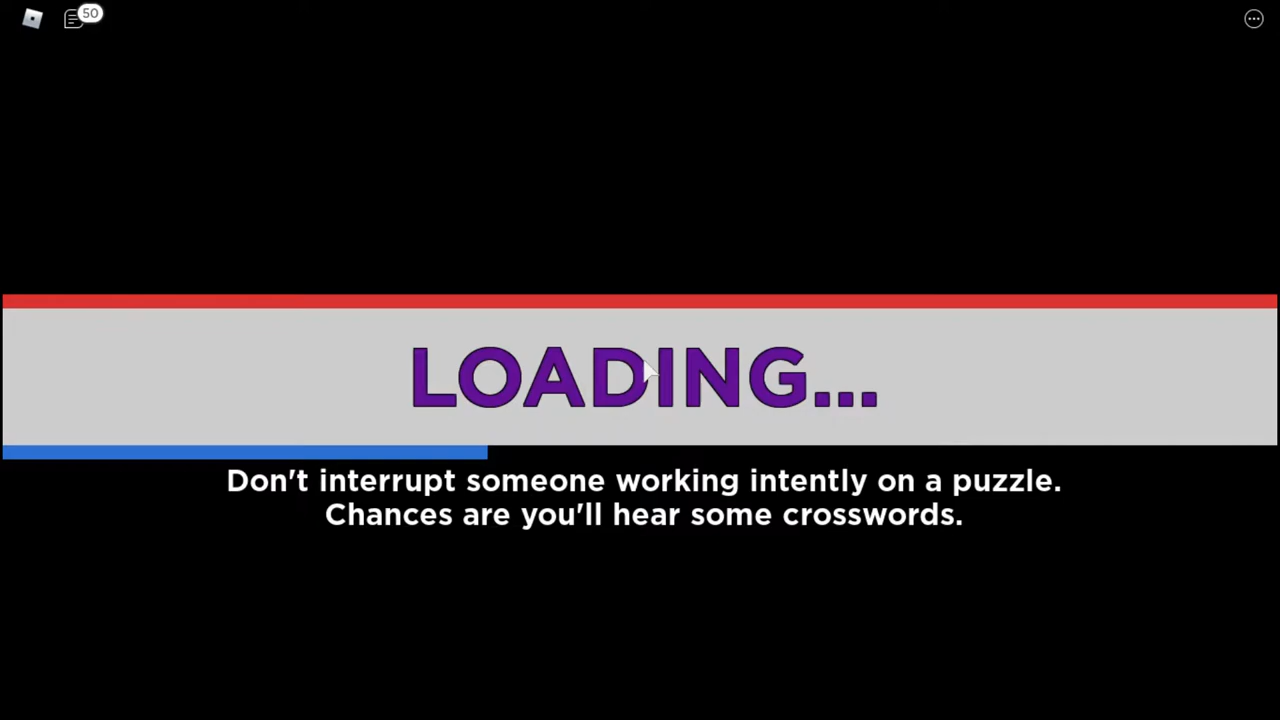 50
LOADING...
Don't interrupt someone working intently on a puzzle.
Chances are you'll hear some crosswords.